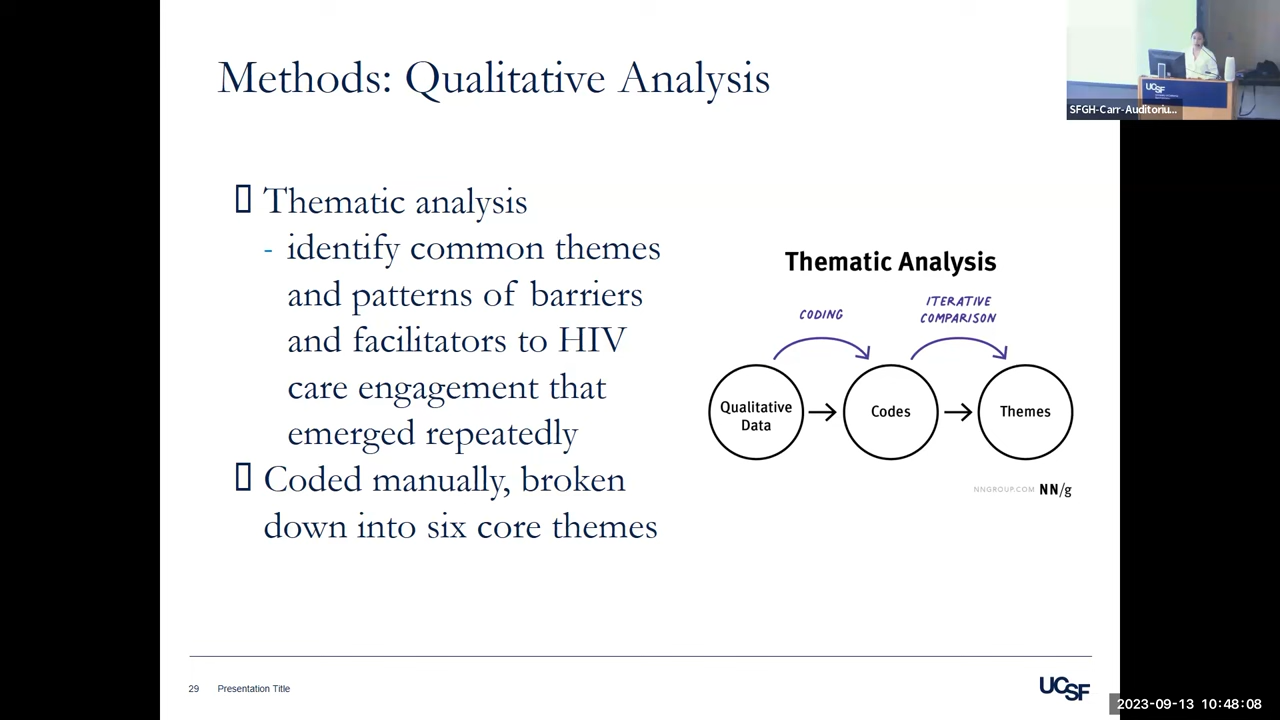 Methods: Qualitative Analysis
Thematic analysis
- identify common themes
and patterns of barriers
and facilitators to HIV
care engagement that
emerged repeatedly
Coded manually, broken
down into six core themes
Thematic Analysis
CODING
ITERATIVE
COMPARISON
Qualitative
Data
Codes
Themes
NNGROUP.COM NN/g
29 Presentation Title
UCSF
UCSF
SFGH-Carr-Auditoriu...
2023-09-13 10:48:08